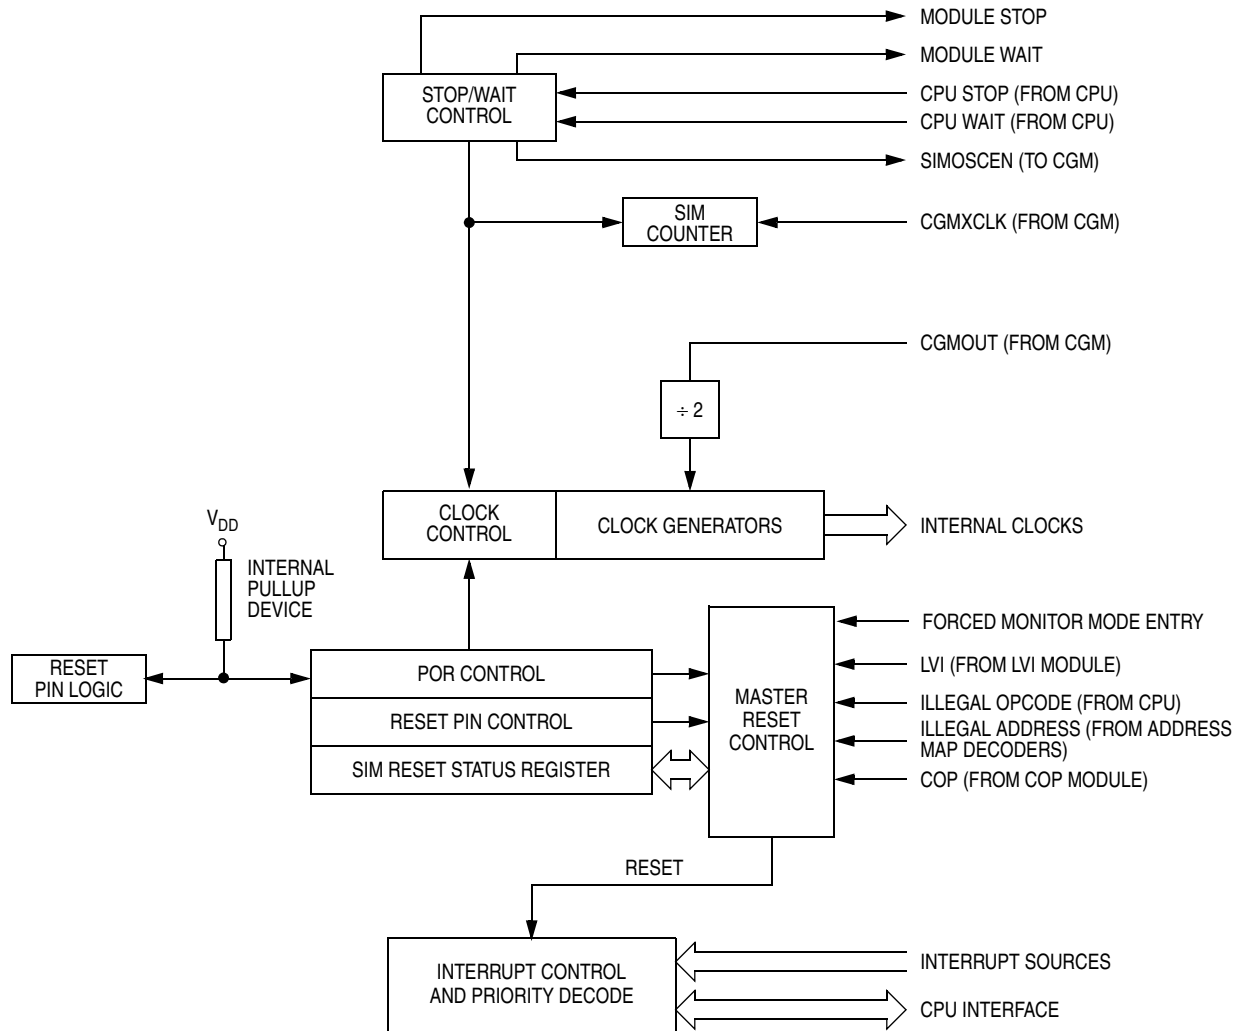 MODULE STOP
MODULE WAIT
STOP/WAIT
CONTROL
CPU STOP (FROM CPU)
CPU WAIT (FROM CPU)
SIMOSCEN (TO CGM)
SIM
COUNTER
CGMXCLK (FROM CGM)
CGMOUT (FROM CGM)
÷ 2
CLOCK
CONTROL
CLOCK GENERATORS
INTERNAL CLOCKS
VDD
INTERNAL
PULLUP
DEVICE
FORCED MONITOR MODE ENTRY
RESET
PIN LOGIC
POR CONTROL
LVI (FROM LVI MODULE)
RESET PIN CONTROL
MASTER
RESET
CONTROL
ILLEGAL OPCODE (FROM CPU)
ILLEGAL ADDRESS (FROM ADDRESS
MAP DECODERS)
SIM RESET STATUS REGISTER
COP (FROM COP MODULE)
RESET
INTERRUPT CONTROL
AND PRIORITY DECODE
INTERRUPT SOURCES
CPU INTERFACE